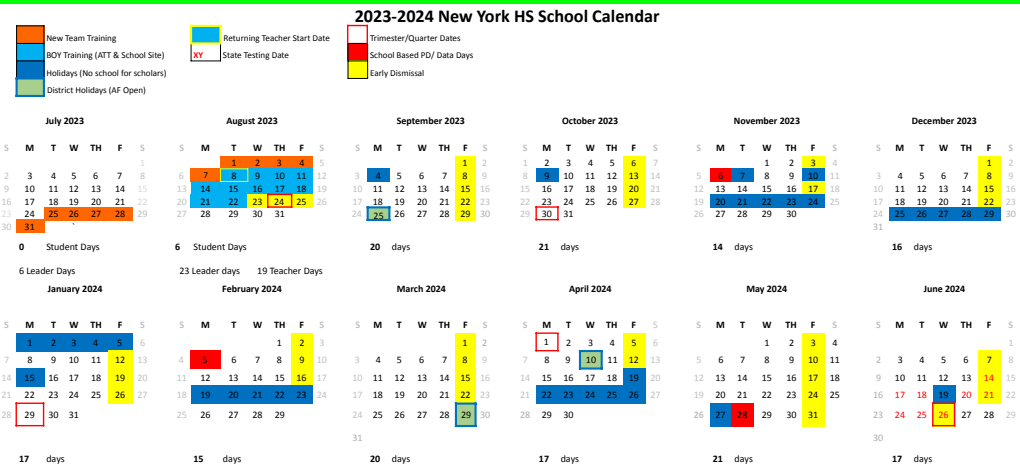 2023-2024 New York HS School Calendar
New Team Training
Returning Teacher Start Date
Trimester/Quarter Dates
BOY Training (ATT & School Site)
XY State Testing Date
School Based PD/ Data Days
Holidays (No school for scholars)
Early Dismissal
District Holidays (AF Open)
July 2023 August 2023 September 2023 October 2023 November 2023 December 2023
S M T W TH F S S M T W TH F S S M T W TH F S S M T W TH F S S M T W TH F S S M T W TH F S
1 1 2 3 4 5 1 2 1 2 3 4 5 6 7 1 2 3 4 1 2
2 3 4 5 6 7 8 6 7 8 9 10 11 12 3 4 5 6 7 8 9 8 9 10 11 12 13 14 5 6 7 8 9 10 11 3 4 5 6 7 8 9
9 10 11 12 13 14 15 13 14 15 16 17 18 19 10 11 12 13 14 15 16 15 16 17 18 19 20 21 12 13 14 15 16 17 18 10 11 12 13 14 15 16
16 17 18 19 20 21 22 20 21 22 23 24 25 26 17 18 19 20 21 22 23 22 23 24 25 26 27 28 19 20 21 22 23 24 25 17 18 19 20 21 22 23
23 24 25 26 27 28 29 27 28 29 30 31 24 25 26 27 28 29 30 29 30 31 26 27 28 29 30 24 25 26 27 28 29 30
30 31 ` 31
0 Student Days 6 Student Days 20 days 21 days 14 days 16 days
6 Leader Days 23 Leader days 19 Teacher Days
January 2024 February 2024 March 2024 April 2024 May 2024 June 2024
S M T W TH F S S M T W TH F S S M T W TH F S S M T W TH F S S M T W TH F S S M T W TH F S
1 2 3 4 5 6 1 2 3 1 2 1 2 3 4 5 6 1 2 3 4 1
7 8 9 10 11 12 13 4 5 6 7 8 9 10 3 4 5 6 7 8 9 7 8 9 10 11 12 13 5 6 7 8 9 10 11 2 3 4 5 6 7 8
14 15 16 17 18 19 20 11 12 13 14 15 16 17 10 11 12 13 14 15 16 14 15 16 17 18 19 20 12 13 14 15 16 17 18 9 10 11 12 13 14 15
21 22 23 24 25 26 27 18 19 20 21 22 23 24 17 18 19 20 21 22 23 21 22 23 24 25 26 27 19 20 21 22 23 24 25 16 17 18 19 20 21 22
28 29 30 31 25 26 27 28 29 24 25 26 27 28 29 30 28 29 30 26 27 28 29 30 31 23 24 25 26 27 28 29
31 30
17 days 15 days 20 days 17 days 21 days 17 days